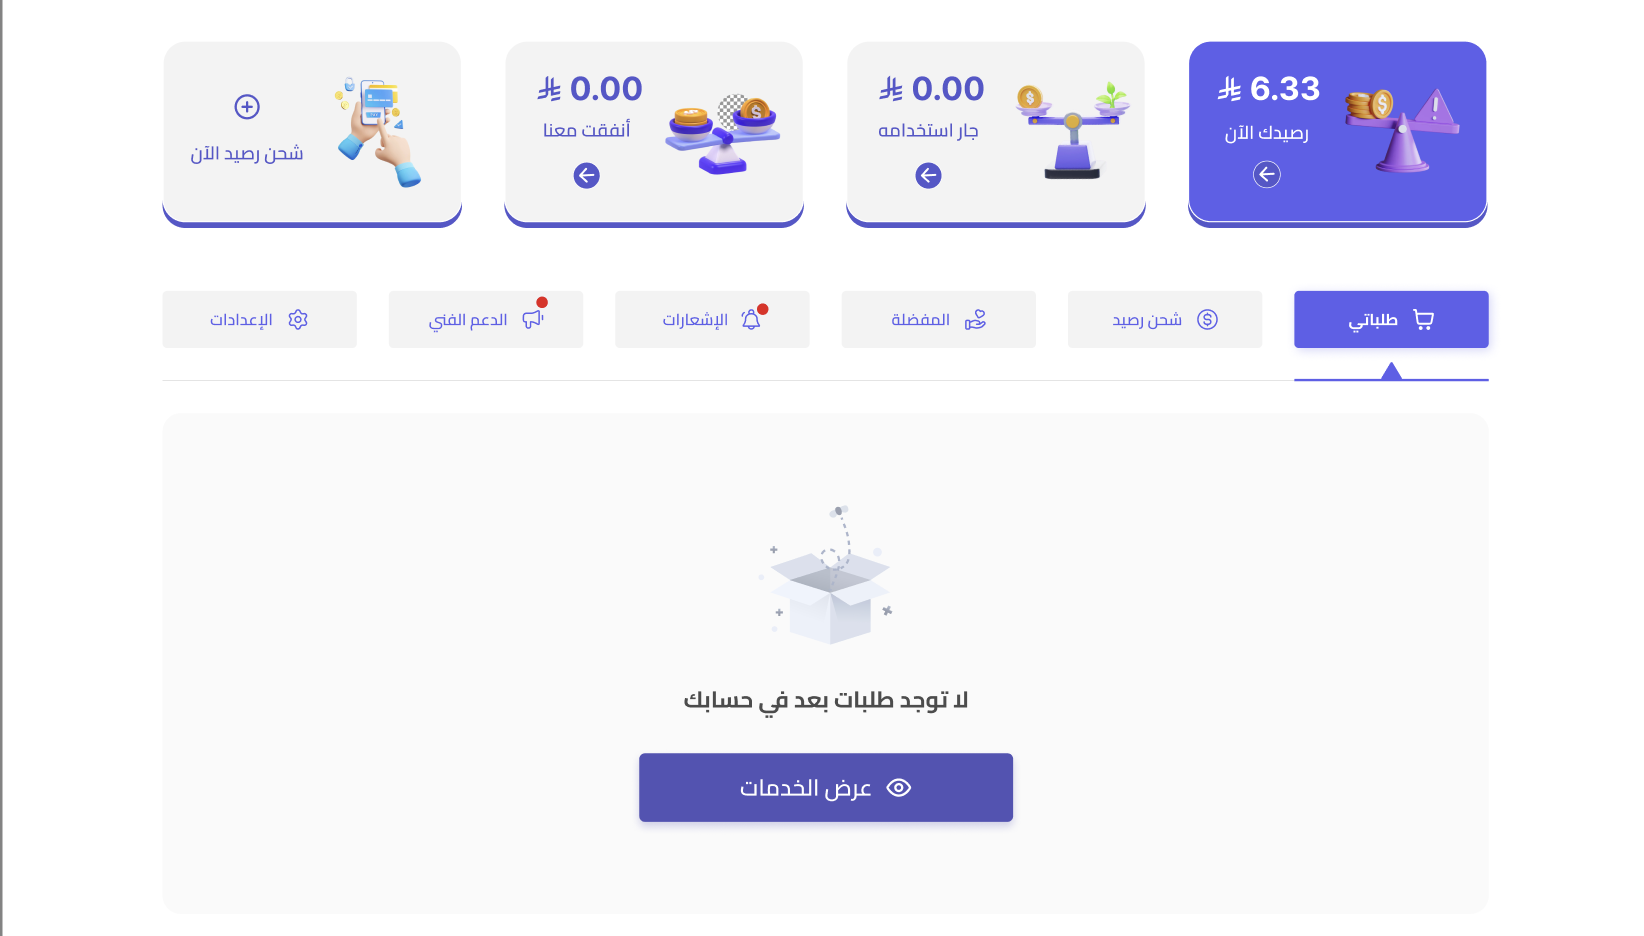 6.33 ⃁
رصيدك الآن
0.00 ⃁
جار استخدامه
0.00 ⃁
أنفقت معنا
شحن رصيد الآن
طلباتي
شحن رصيد
المفضلة
الإشعارات
الدعم الفني
الإعدادات
لا توجد طلبات بعد في حسابك
عرض الخدمات